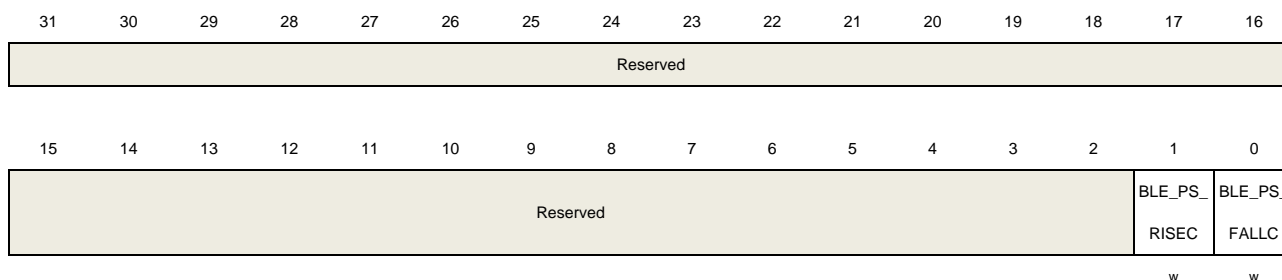 31 30 29 28 27 26 25 24 23 22 21 20 19 18 17 16
Reserved
15 14 13 12 11 10 9 8 7 6 5 4 3 2 1 0
Reserved
BLE_PS_ BLE_PS_
RISEC FALLC
w w